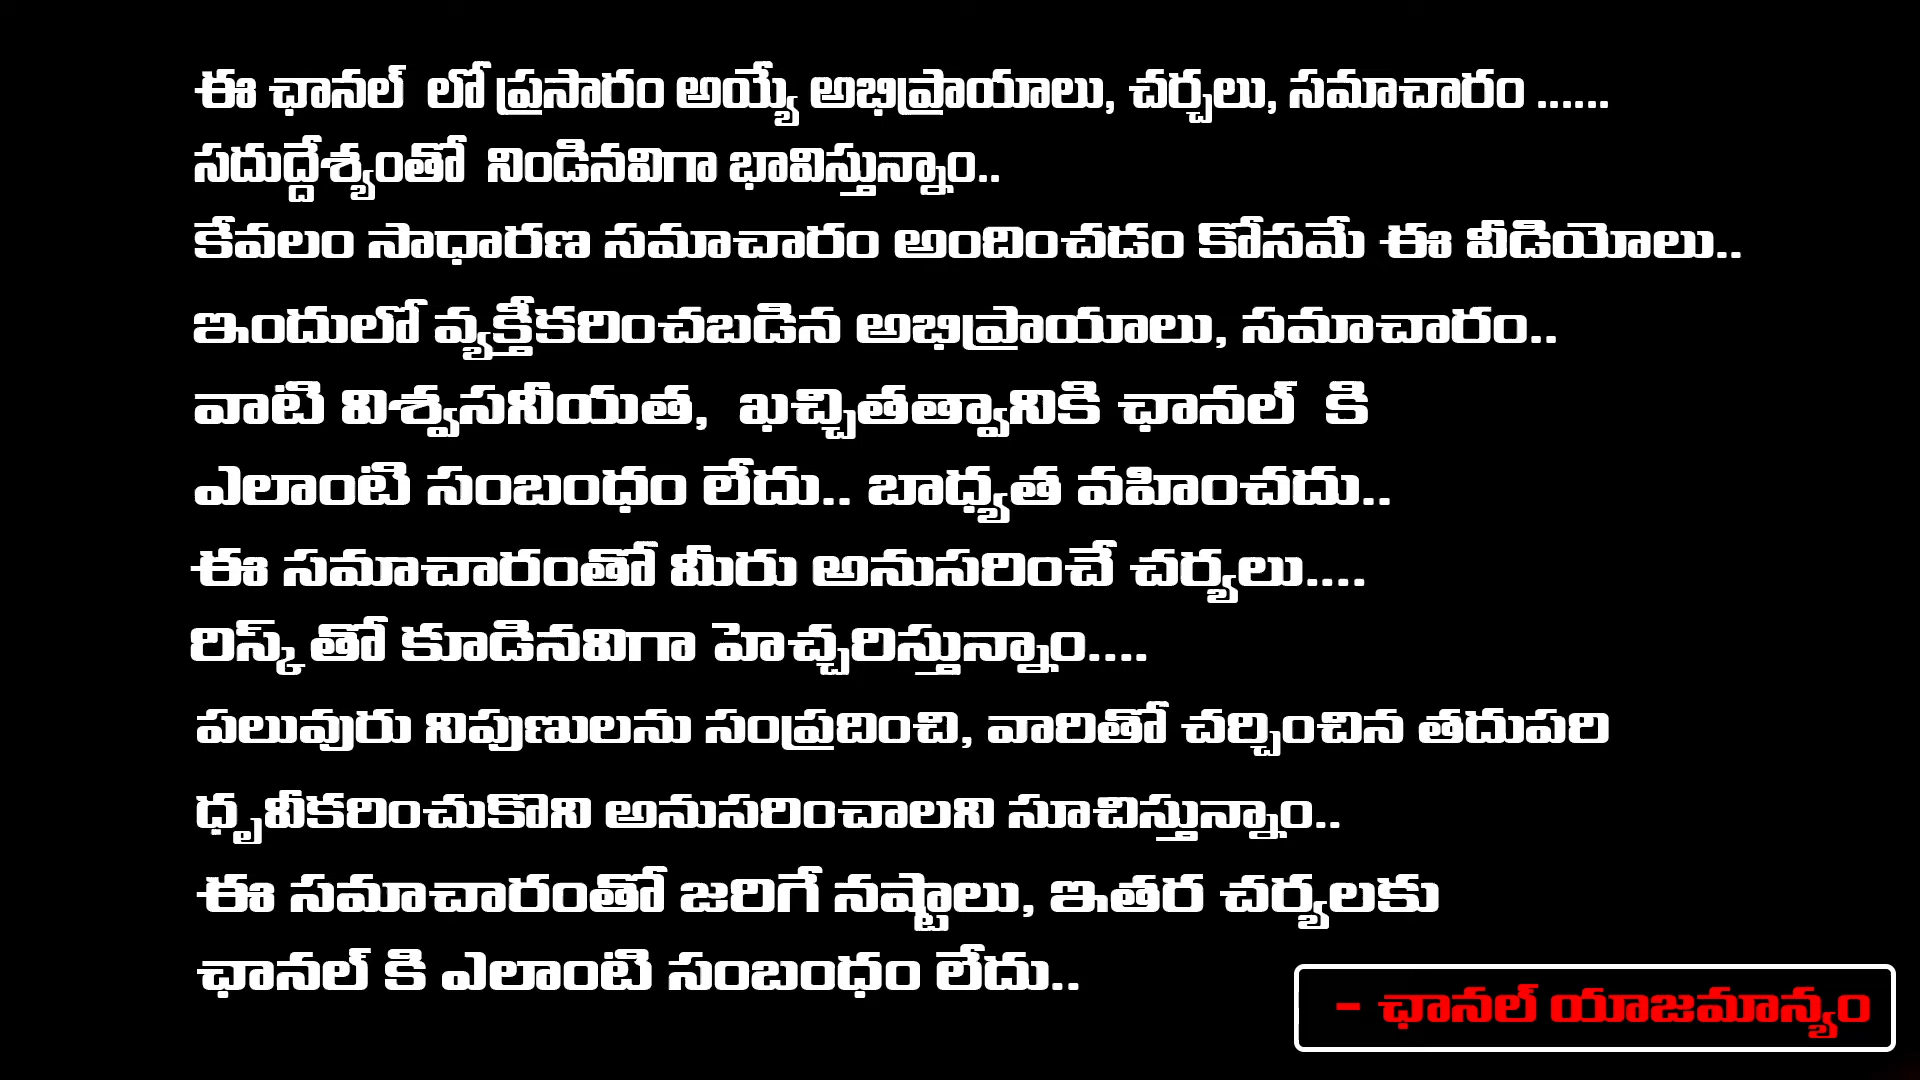 ఈ ఛానల్ లో ప్రసారం అయ్యే అభిప్రాయాలు, చర్చలు, సమాచారం ......
సదుద్దేశ్యంతో నిండినవిగా భావిస్తున్నాం..
కేవలం సాధారణ సమాచారం అందించడం కోసమే ఈ వీడియోలు..
ఇందులో వ్యక్తీకరించబడిన అభిప్రాయాలు, సమాచారం..
వాటి విశ్వసనీయత, ఖచ్చితత్వానికి ఛానల్ కి
ఎలాంటి సంబంధం లేదు.. బాధ్యత వహించదు..
ఈ సమాచారంతో మీరు అనుసరించే చర్యలు....
రిస్క్ తో కూడినవిగా హెచ్చరిస్తున్నాం....
పలువురు నిపుణులను సంప్రదించి, వారితో చర్చించిన తదుపరి
ధృవీకరించుకొని అనుసరించాలని సూచిస్తున్నాం..
ఈ సమాచారంతో జరిగే నష్టాలు, ఇతర చర్యలకు
ఛానల్ కి ఎలాంటి సంబంధం లేదు..
- ఛానల్ యాజమాన్యం